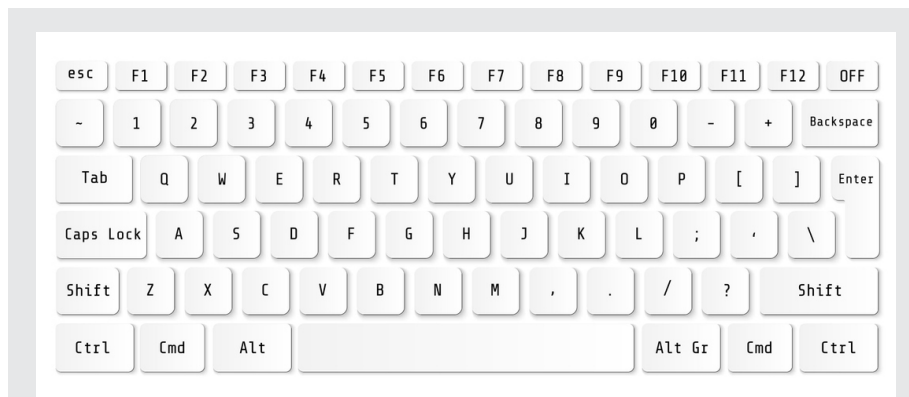 esc F1 F2 F3 F4 F5 F6 F7 F8 F9 F10 F11 F12 OFF
~ 1 2 3 4 5 6 7 8 9 0 - + Backspace
Tab Q W E R T Y U I O P [ ] Enter
Caps Lock A S D F G H J K L ; ‘ \
Shift Z X C V B N M , . / ? Shift
Ctrl Cmd Alt Alt Gr Cmd Ctrl